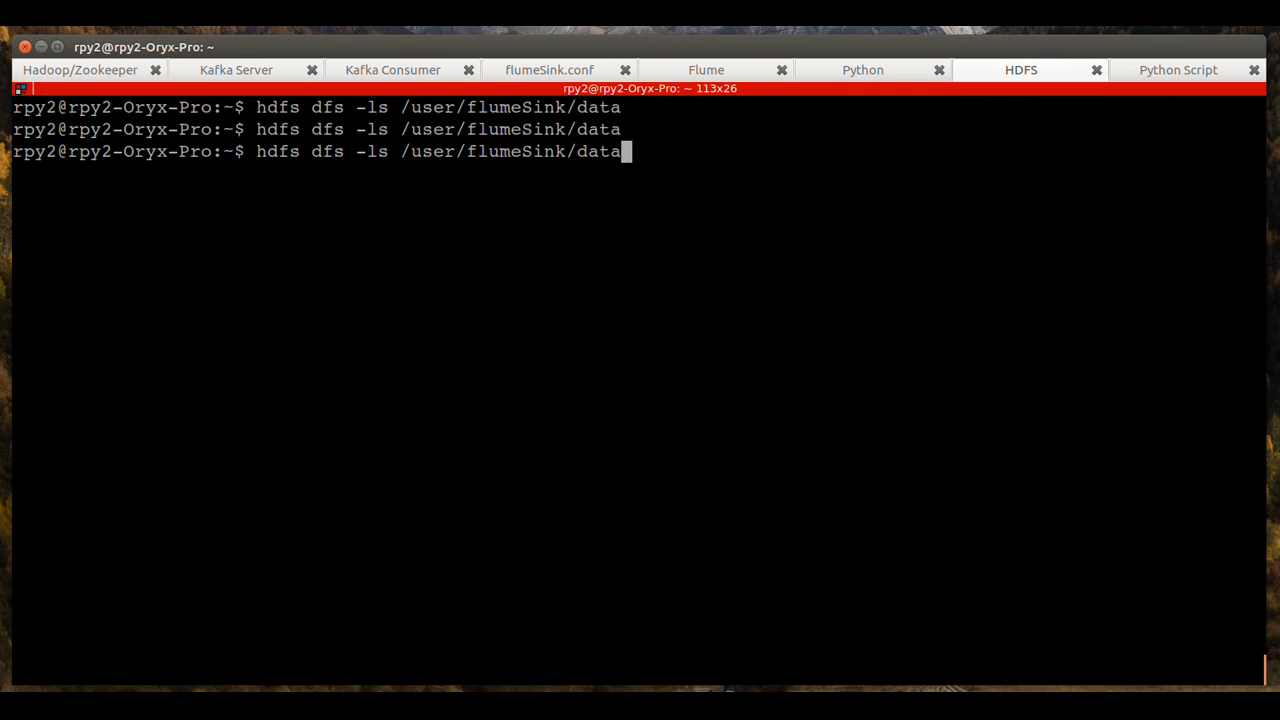 rpy2@rpy2-Oryx-Pro: ~
Hadoop/Zookeeper
Kafka Server
Kafka Consumer
flumeSink.conf
Flume
Python
HDFS
Python Script
rpy2@rpy2-Oryx-Pro: ~ 113x26
rpy2@rpy2-Oryx-Pro:~$ hdfs dfs -ls /user/flumeSink/data
rpy2@rpy2-Oryx-Pro:~$ hdfs dfs -ls /user/flumeSink/data
rpy2@rpy2-Oryx-Pro:~$ hdfs dfs -ls /user/flumeSink/data